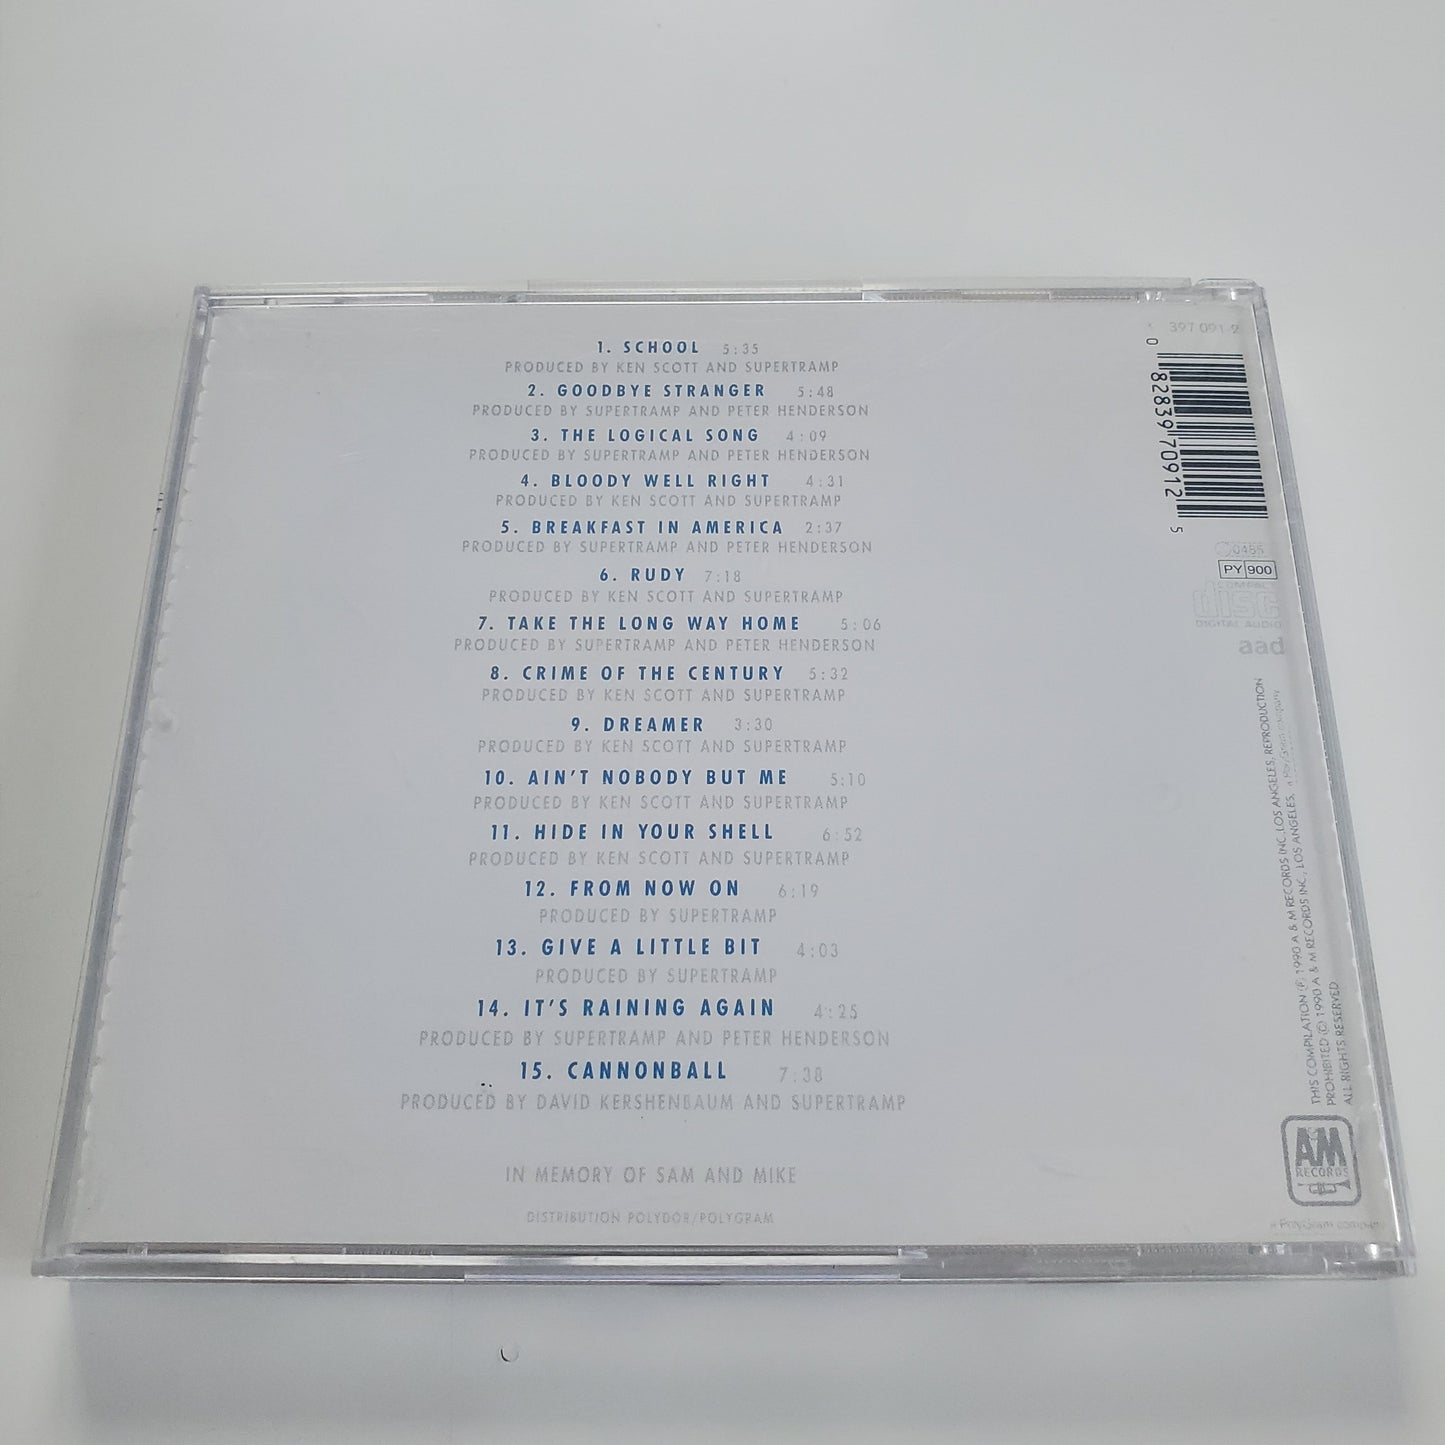 1. SCHOOL 5:35
PRODUCED BY KEN SCOTT AND SUPERTRAMP
2. GOODBYE STRANGER 5:48
PRODUCED BY SUPERTRAMP AND PETER HENDERSON
3. THE LOGICAL SONG 4:09
PRODUCED BY SUPERTRAMP AND PETER HENDERSON
4. BLOODY WELL RIGHT 4:31
PRODUCED BY KEN SCOTT AND SUPERTRAMP
5. BREAKFAST IN AMERICA 2:37
PRODUCED BY SUPERTRAMP AND PETER HENDERSON
6. RUDY 7:18
PRODUCED BY KEN SCOTT AND SUPERTRAMP
7. TAKE THE LONG WAY HOME 5:06
PRODUCED BY SUPERTRAMP AND PETER HENDERSON
8. CRIME OF THE CENTURY 5:32
PRODUCED BY KEN SCOTT AND SUPERTRAMP
9. DREAMER 3:30
PRODUCED BY KEN SCOTT AND SUPERTRAMP
10. AIN'T NOBODY BUT ME 5:10
PRODUCED BY KEN SCOTT AND SUPERTRAMP
11. HIDE IN YOUR SHELL 6:52
PRODUCED BY KEN SCOTT AND SUPERTRAMP
12. FROM NOW ON 6:19
PRODUCED BY SUPERTRAMP
13. GIVE A LITTLE BIT 4:03
PRODUCED BY SUPERTRAMP
14. IT'S RAINING AGAIN 4:25
PRODUCED BY SUPERTRAMP AND PETER HENDERSON
15. CANNONBALL 7:38
PRODUCED BY DAVID KERSHENBAUM AND SUPERTRAMP
IN MEMORY OF SAM AND MIKE
DISTRIBUTION POLYDOR/POLYGRAM
397 091-2
0 82839 70912 5
PY 900
COMPACT
disc
DIGITAL AUDIO
aad
THIS COMPILATION ℗ 1990 A & M RECORDS INC, LOS ANGELES, REPRODUCTION
PROHIBITED © 1990 A & M RECORDS INC, LOS ANGELES, a PolyGram company
ALL RIGHTS RESERVED
A&M
RECORDS
a PolyGram company